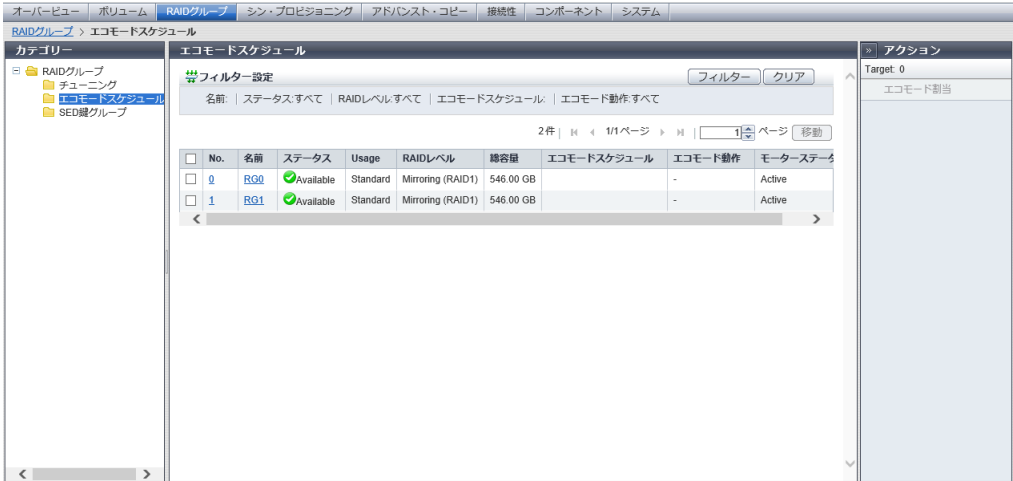 オーバービュー ボリューム RAIDグループ シン・プロビジョニング アドバンスト・コピー 接続性 コンポーネント システム
RAIDグループ > エコモードスケジュール
カテゴリー
RAIDグループ
チューニング
エコモードスケジュール
SED鍵グループ
エコモードスケジュール
フィルター設定 フィルター クリア
名前: | ステータス:すべて | RAIDレベル:すべて | エコモードスケジュール: | エコモード動作:すべて
2件 | 1/1ページ | 1 ページ 移動
No. 名前 ステータス Usage RAIDレベル 総容量 エコモードスケジュール エコモード動作 モーターステータ
0 RG0 Available Standard Mirroring (RAID1) 546.00 GB - Active
1 RG1 Available Standard Mirroring (RAID1) 546.00 GB - Active
» アクション
Target: 0
エコモード割当